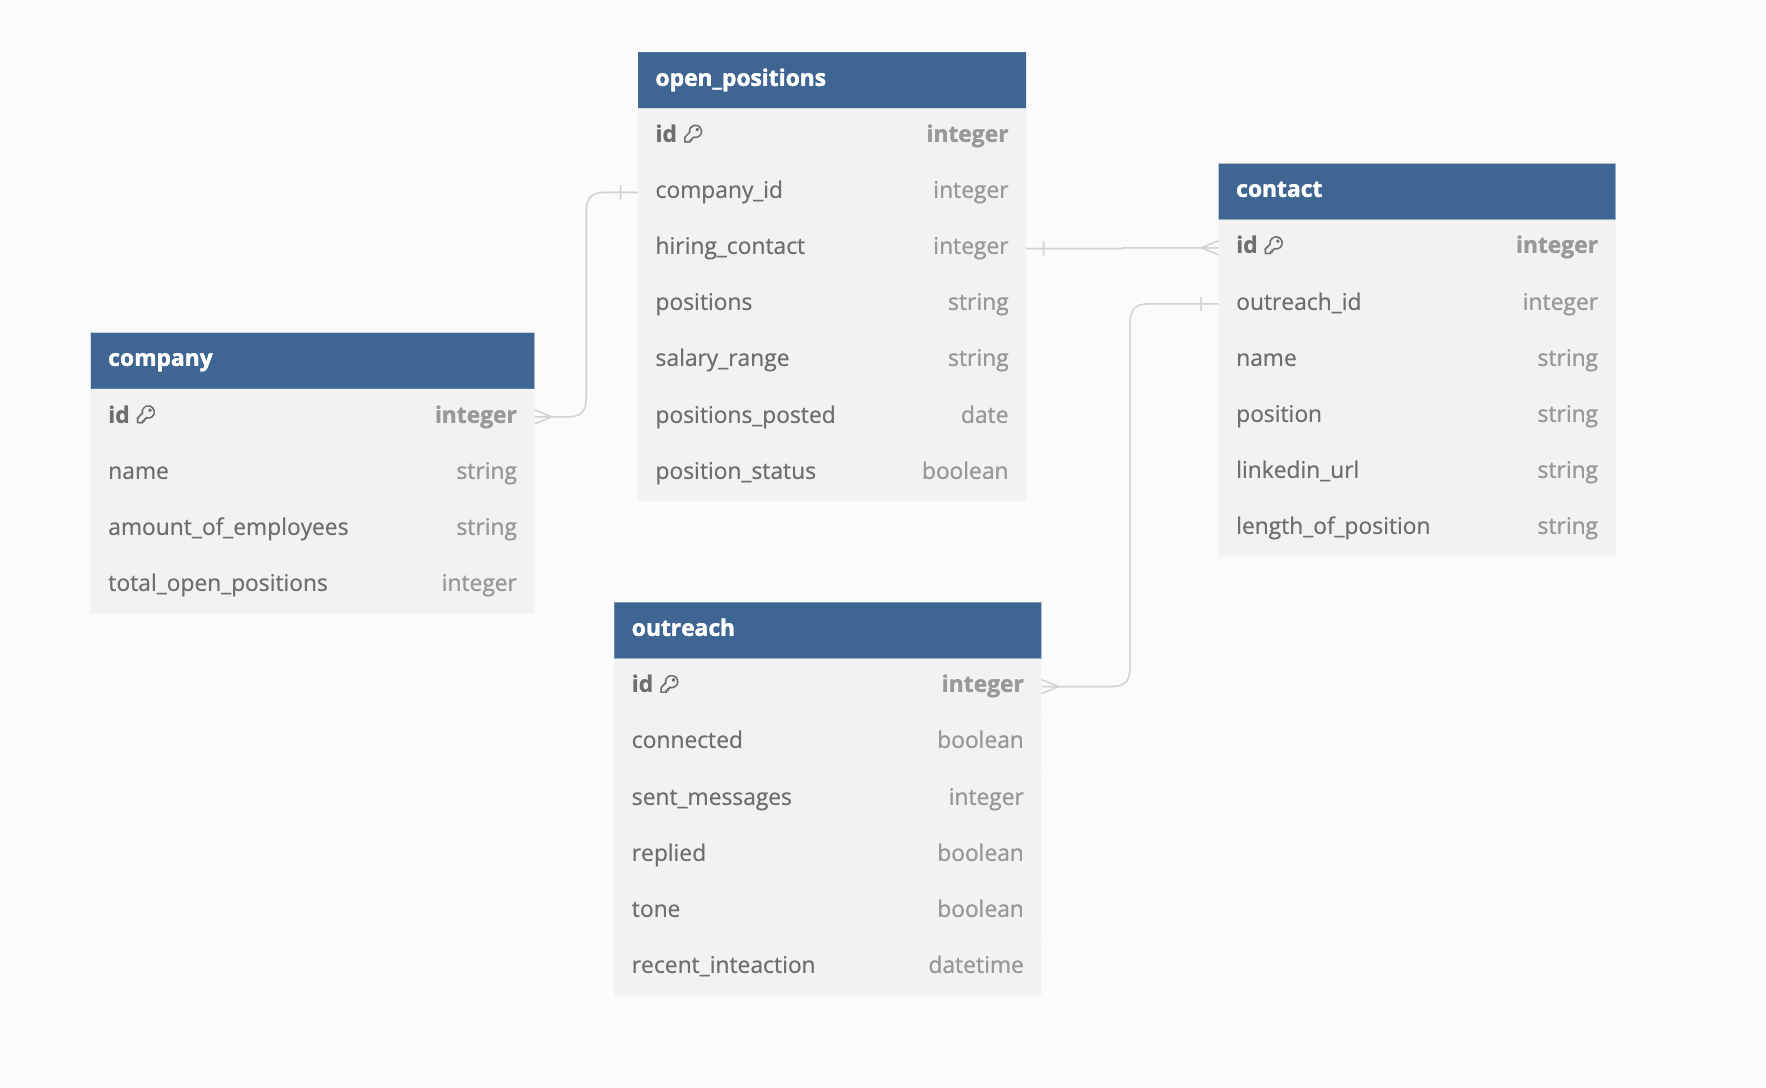 open_positions
id integer
company_id integer
hiring_contact integer
positions string
salary_range string
positions_posted date
position_status boolean
contact
id integer
outreach_id integer
name string
position string
linkedin_url string
length_of_position string
company
id integer
name string
amount_of_employees string
total_open_positions integer
outreach
id integer
connected boolean
sent_messages integer
replied boolean
tone boolean
recent_inteaction datetime